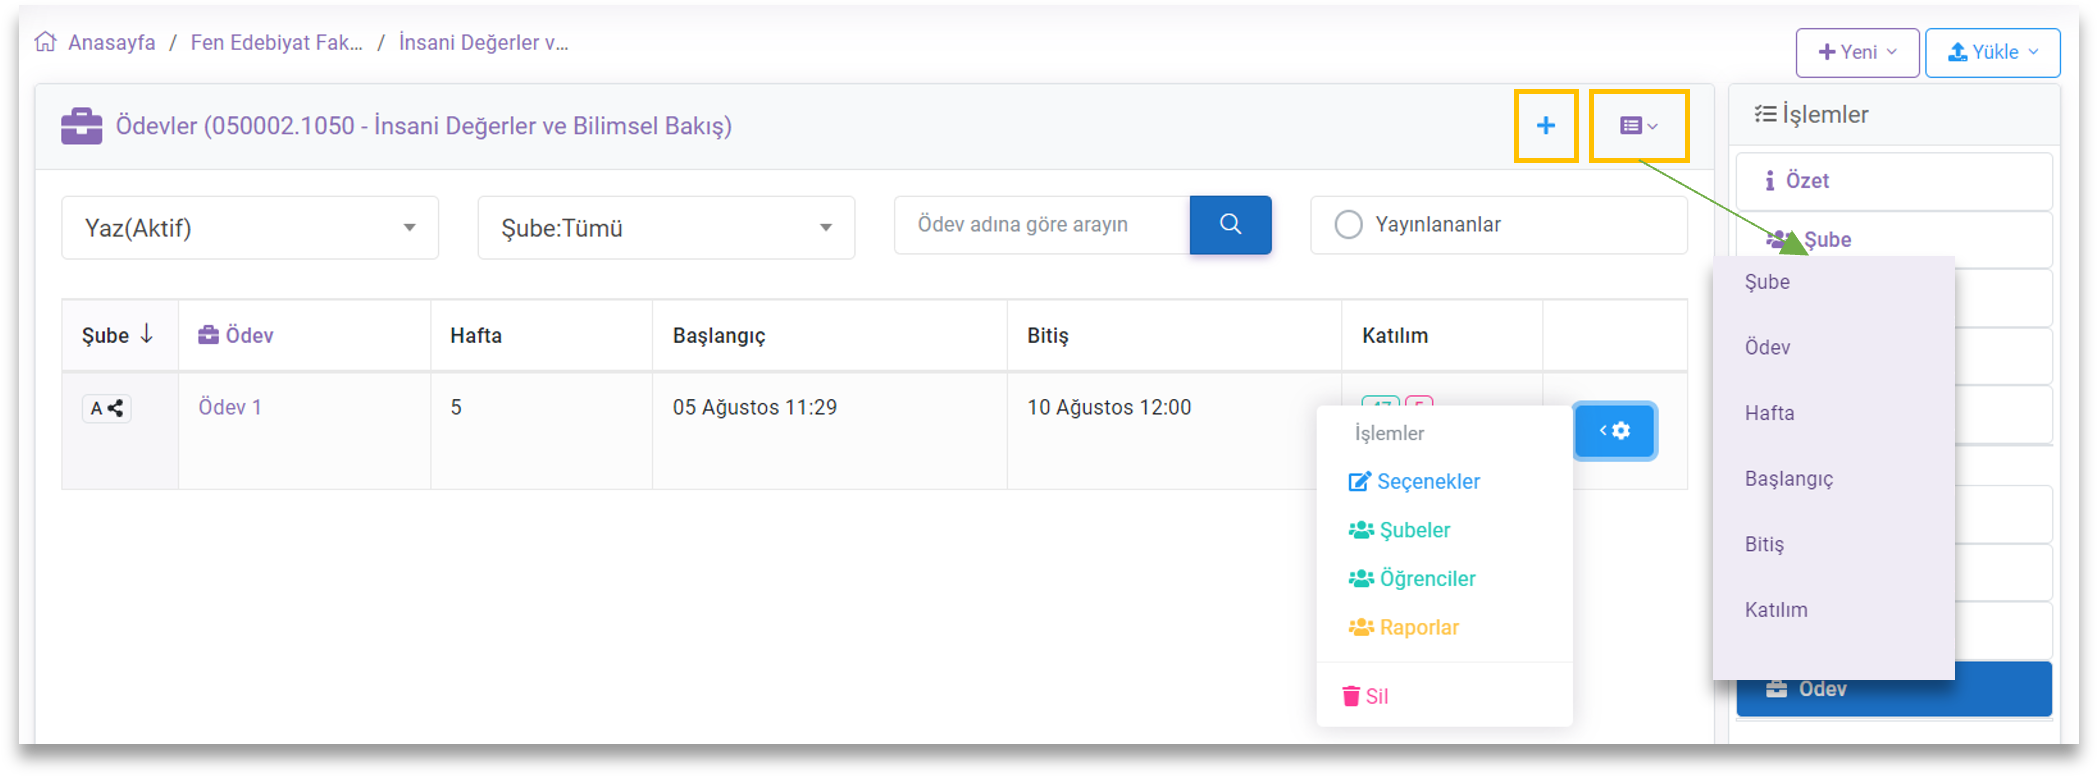 Anasayfa / Fen Edebiyat Fak... / İnsani Değerler v...
Yeni
Yükle
Ödevler (050002.1050 - İnsani Değerler ve Bilimsel Bakış)
İşlemler
Özet
Şube
Yaz(Aktif)
Şube:Tümü
Ödev adına göre arayın
Yayınlananlar
Şube Ödev Hafta Başlangıç Bitiş Katılım
A Ödev 1 5 05 Ağustos 11:29 10 Ağustos 12:00
İşlemler
Seçenekler
Şubeler
Öğrenciler
Raporlar
Sil
Şube
Ödev
Hafta
Başlangıç
Bitiş
Katılım
Ödev